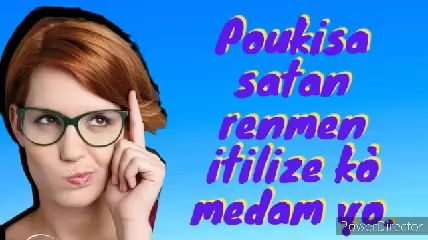 Poukisa
satan
renmen
itilize kò
medam yo.
PowerDirector